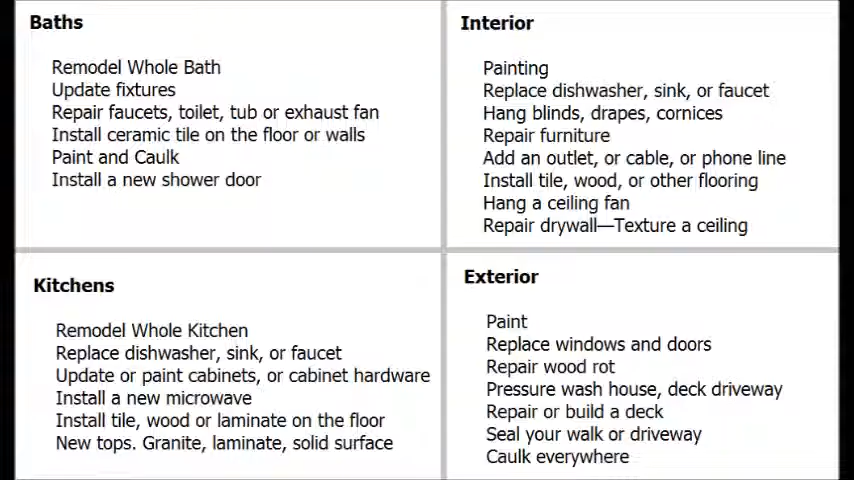 Baths
Remodel Whole Bath
Update fixtures
Repair faucets, toilet, tub or exhaust fan
Install ceramic tile on the floor or walls
Paint and Caulk
Install a new shower door
Interior
Painting
Replace dishwasher, sink, or faucet
Hang blinds, drapes, cornices
Repair furniture
Add an outlet, or cable, or phone line
Install tile, wood, or other flooring
Hang a ceiling fan
Repair drywall—Texture a ceiling
Kitchens
Remodel Whole Kitchen
Replace dishwasher, sink, or faucet
Update or paint cabinets, or cabinet hardware
Install a new microwave
Install tile, wood or laminate on the floor
New tops. Granite, laminate, solid surface
Exterior
Paint
Replace windows and doors
Repair wood rot
Pressure wash house, deck driveway
Repair or build a deck
Seal your walk or driveway
Caulk everywhere